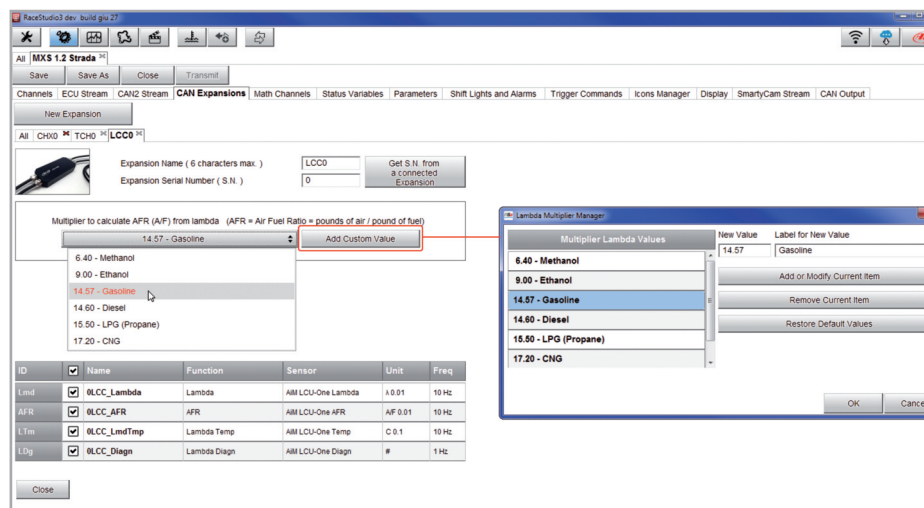 RaceStudio3 dev build giu 27
All MXS 1.2 Strada
Save Save As Close Transmit
Channels ECU Stream CAN2 Stream CAN Expansions Math Channels Status Variables Parameters Shift Lights and Alarms Trigger Commands Icons Manager Display SmartyCam Stream CAN Output
New Expansion
All CHX0 TCH0 LCC0
Expansion Name ( 6 characters max. ) LCC0
Expansion Serial Number ( S.N. ) 0
Get S.N. from
a connected
Expansion
Multiplier to calculate AFR (A/F) from lambda (AFR = Air Fuel Ratio = pounds of air / pound of fuel)
14.57 - Gasoline Add Custom Value
6.40 - Methanol
9.00 - Ethanol
14.57 - Gasoline
14.60 - Diesel
15.50 - LPG (Propane)
17.20 - CNG
Lambda Multiplier Manager
Multiplier Lambda Values
6.40 - Methanol
9.00 - Ethanol
14.57 - Gasoline
14.60 - Diesel
15.50 - LPG (Propane)
17.20 - CNG
New Value Label for New Value
14.57 Gasoline
Add or Modify Current Item
Remove Current Item
Restore Default Values
OK Cance
ID Name Function Sensor Unit Freq
Lmd 0LCC_Lambda Lambda AiM LCU-One Lambda λ 0.01 10 Hz
AFR 0LCC_AFR AFR AiM LCU-One AFR A/F 0.01 10 Hz
LTm 0LCC_LmdTmp Lambda Temp AiM LCU-One Temp C 0.1 10 Hz
LDg 0LCC_Diagn Lambda Diagn AiM LCU-One Diagn # 1 Hz
Close